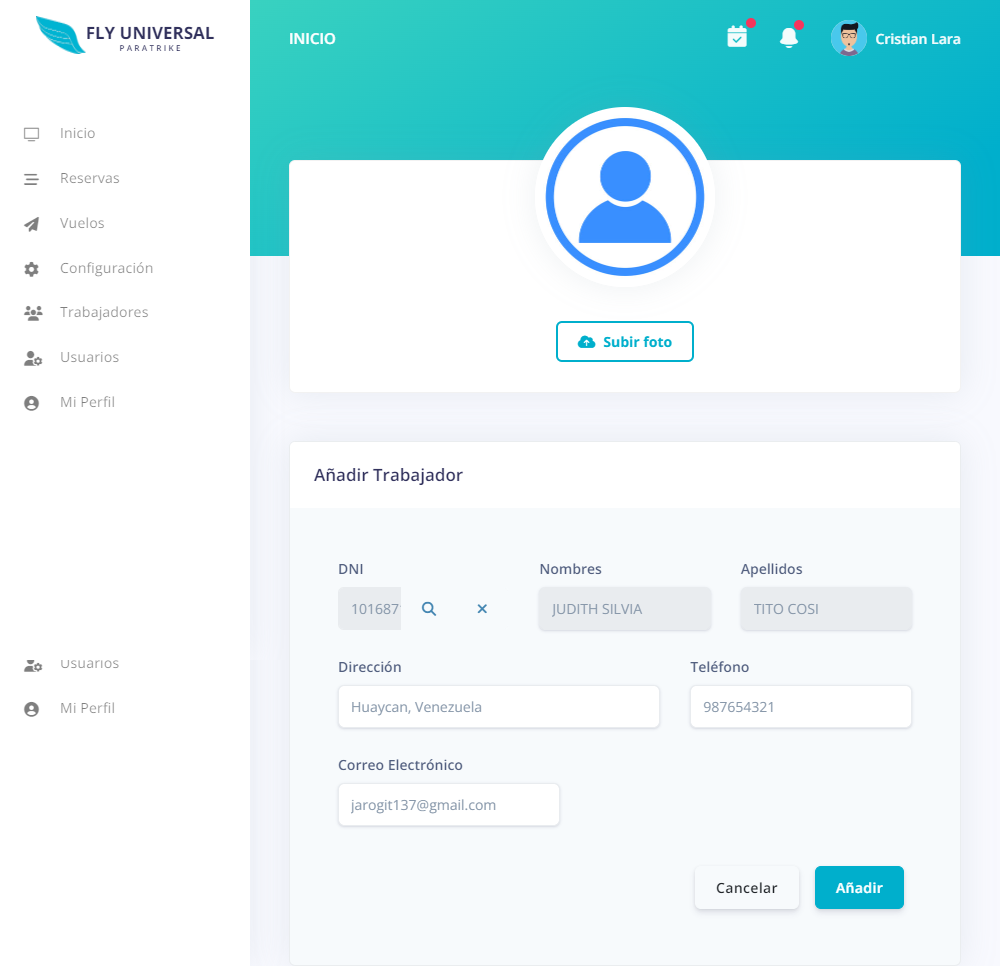 FLY UNIVERSAL
PARATRIKE
INICIO
Cristian Lara
Inicio
Reservas
Vuelos
Configuración
Trabajadores
Usuarios
Mi Perfil
Subir foto
Añadir Trabajador
DNI
Nombres
Apellidos
JUDITH SILVIA
TITO COSI
Dirección
Teléfono
Usuarios
Huaycan, Venezuela
987654321
Mi Perfil
Correo Electrónico
jarogit137@gmail.com
Cancelar
Añadir